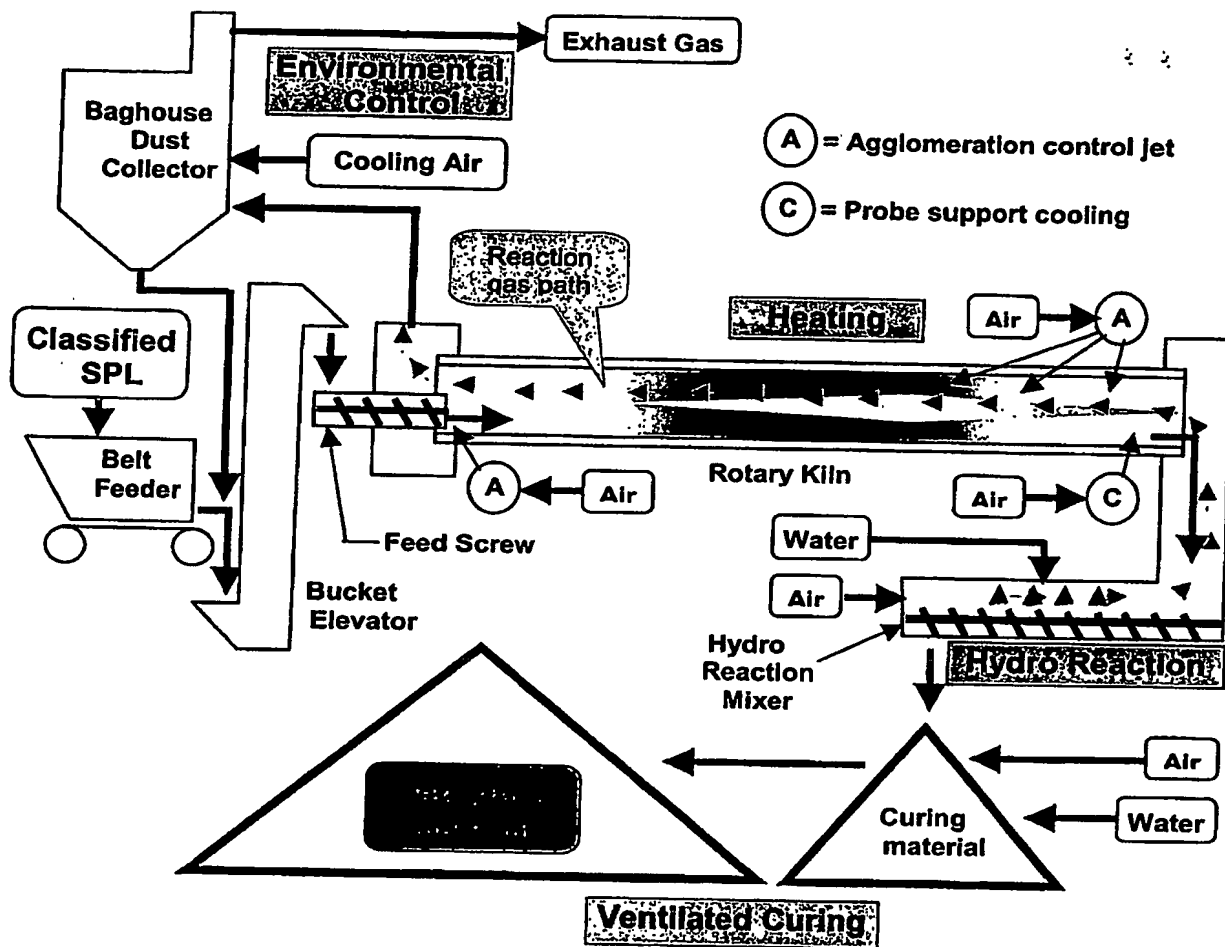 Exhaust Gas
Environmental
Control
Baghouse
Dust
Collector
Cooling Air
A = Agglomeration control jet
C = Probe support cooling
Reaction
gas path
Heating
Air
A
Classified
SPL
Belt
Feeder
A
Air
Rotary Kiln
Air
C
Feed Screw
Water
Bucket
Elevator
Air
Hydro
Reaction
Mixer
Hydro Reaction
Air
Curing
material
Water
Ventilated Curing